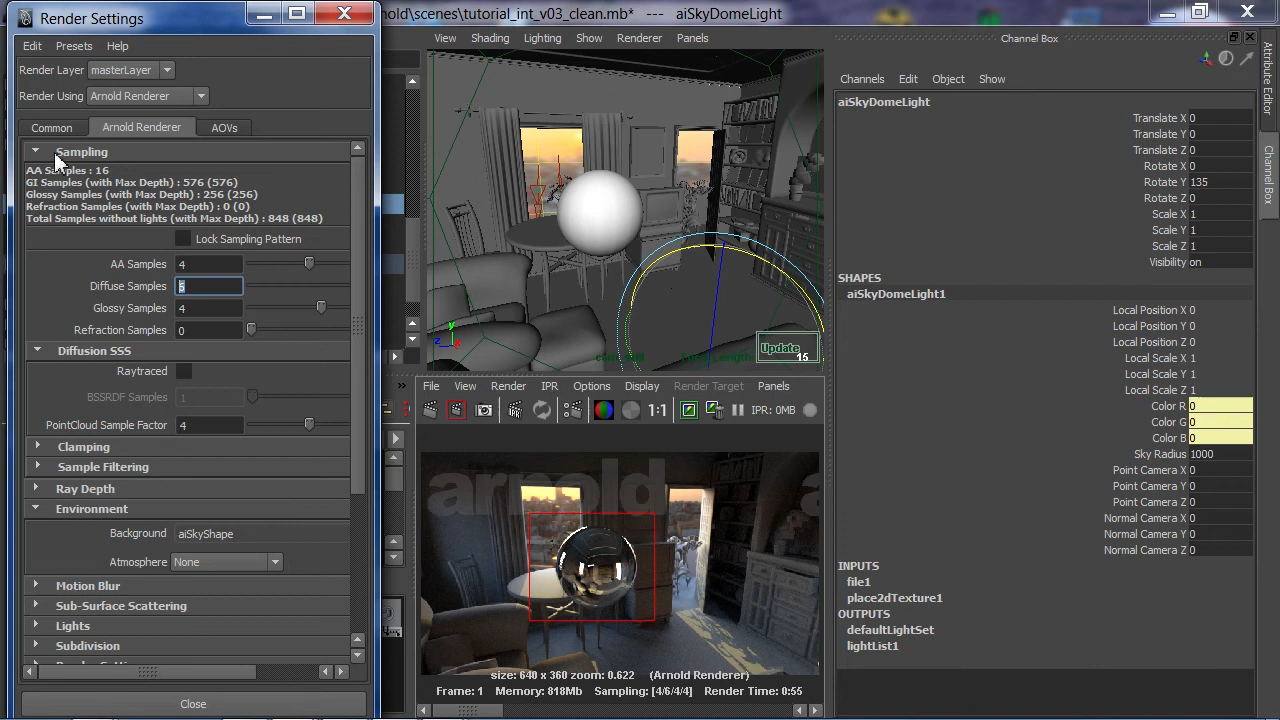 Render Settings
nold\scenes\tutorial_int_v03_clean.mb* --- aiSkyDomeLight
Edit Presets Help
Render Layer masterLayer
Render Using Arnold Renderer
Common Arnold Renderer AOVs
Sampling
AA Samples : 16
GI Samples (with Max Depth) : 576 (576)
Glossy Samples (with Max Depth) : 256 (256)
Refraction Samples (with Max Depth) : 0 (0)
Total Samples without lights (with Max Depth) : 848 (848)
Lock Sampling Pattern
AA Samples 4
Diffuse Samples
Glossy Samples 4
Refraction Samples 0
Diffusion SSS
Raytraced
BSSRDF Samples 1
PointCloud Sample Factor 4
Clamping
Sample Filtering
Ray Depth
Environment
Background aiSkyShape
Atmosphere None
Motion Blur
Sub-Surface Scattering
Lights
Subdivision
Close
View Shading Lighting Show Renderer Panels
y
z
Update
15
File View Render IPR Options Display Render Target Panels
1:1 IPR: 0MB
arnold
size: 640 x 360 zoom: 0.622 (Arnold Renderer)
Frame: 1 Memory: 818Mb Sampling: [4/6/4/4] Render Time: 0:55
Channel Box
Channels Edit Object Show
aiSkyDomeLight
Translate X 0
Translate Y 0
Translate Z 0
Rotate X 0
Rotate Y 135
Rotate Z 0
Scale X 1
Scale Y 1
Scale Z 1
Visibility on
SHAPES
aiSkyDomeLight1
Local Position X 0
Local Position Y 0
Local Position Z 0
Local Scale X 1
Local Scale Y 1
Local Scale Z 1
Color R 0
Color G 0
Color B 0
Sky Radius 1000
Point Camera X 0
Point Camera Y 0
Point Camera Z 0
Normal Camera X 0
Normal Camera Y 0
Normal Camera Z 0
INPUTS
file1
place2dTexture1
OUTPUTS
defaultLightSet
lightList1
Attribute Editor
Channel Box